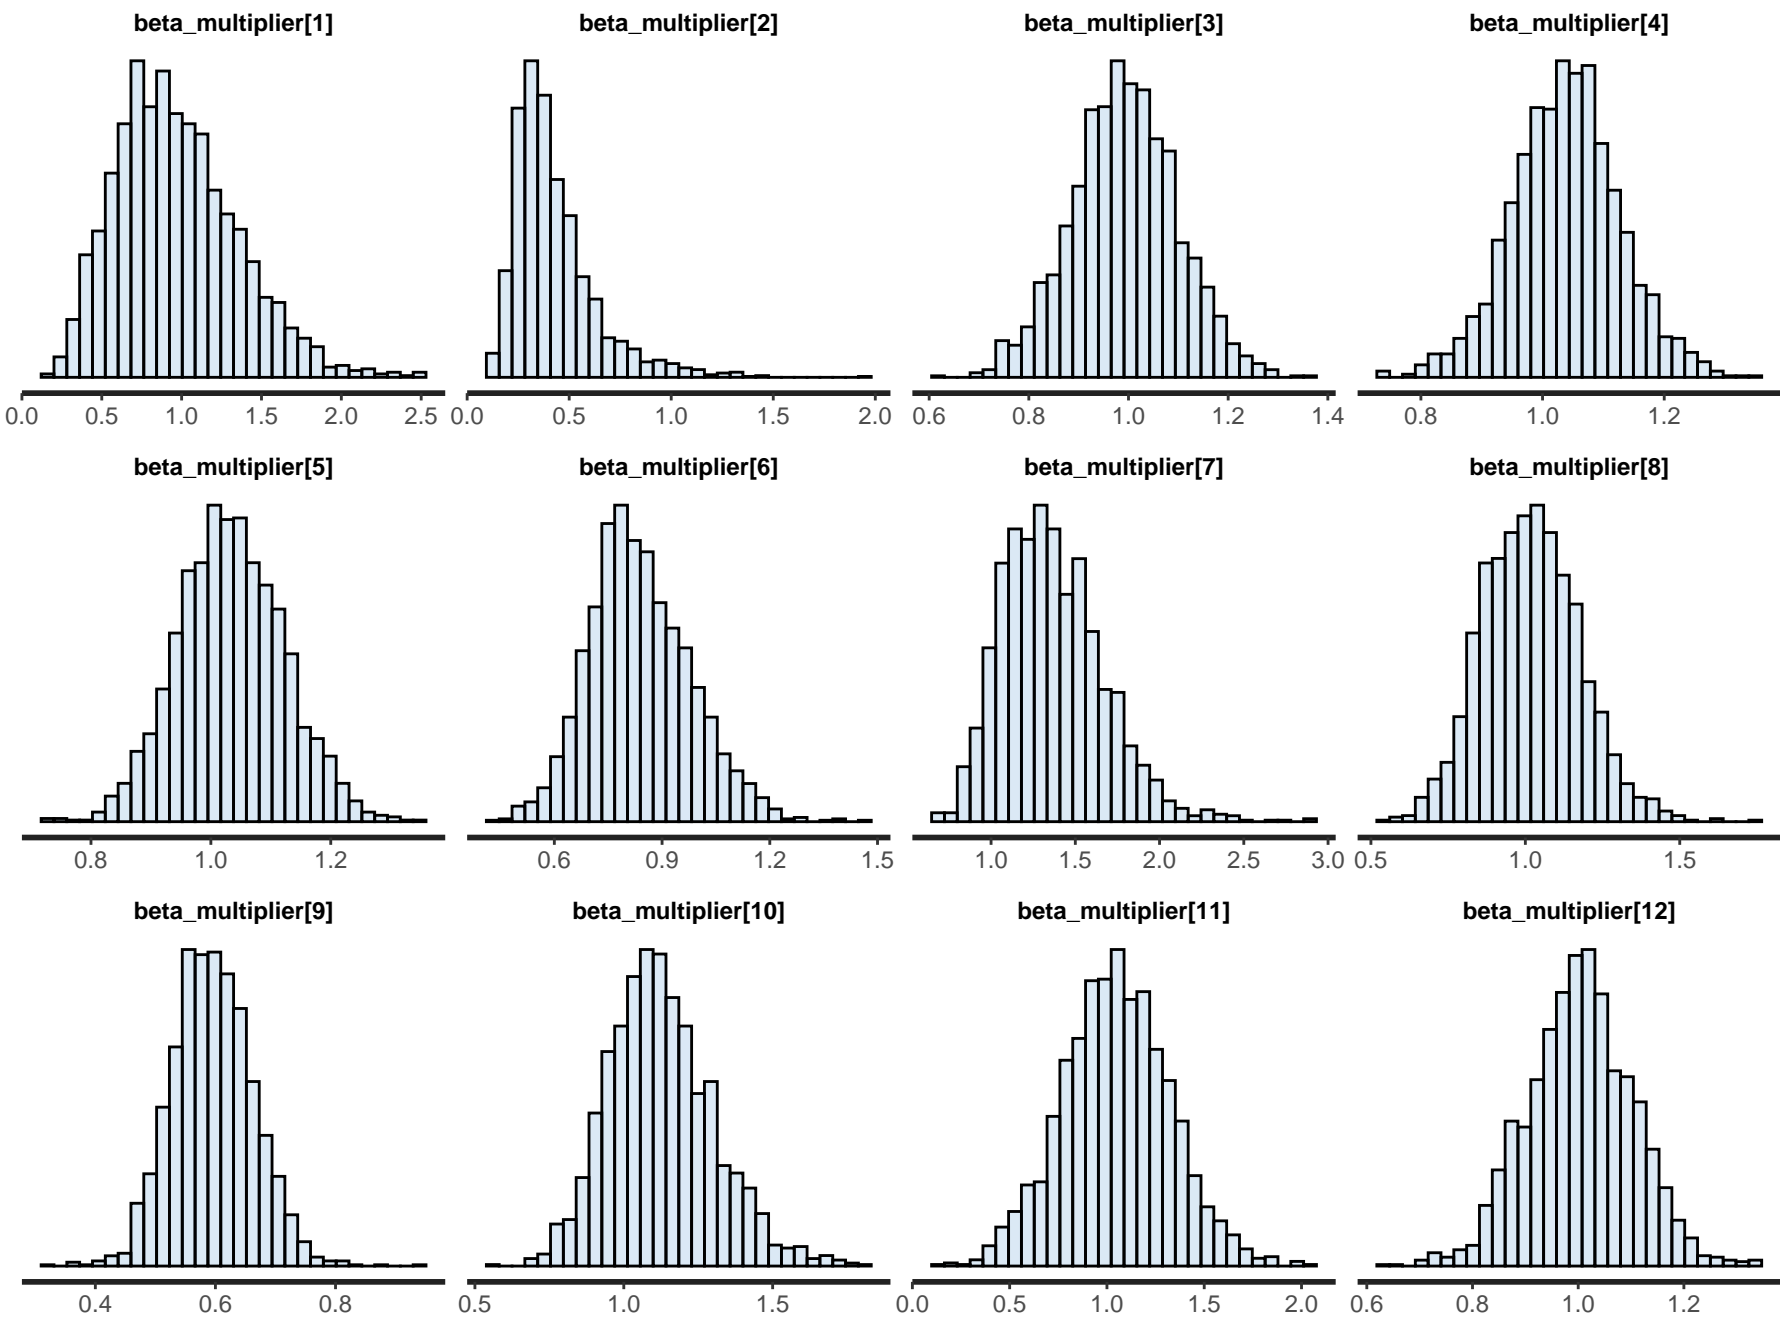 beta_multiplier[1] beta_multiplier[2] beta_multiplier[3] beta_multiplier[4]
0.0 0.5 1.0 1.5 2.0 2.5 0.0 0.5 1.0 1.5 2.0 0.6 0.8 1.0 1.2 1.4 0.8 1.0 1.2
beta_multiplier[5] beta_multiplier[6] beta_multiplier[7] beta_multiplier[8]
0.8 1.0 1.2 0.6 0.9 1.2 1.5 1.0 1.5 2.0 2.5 3.0 0.5 1.0 1.5
beta_multiplier[9] beta_multiplier[10] beta_multiplier[11] beta_multiplier[12]
0.4 0.6 0.8 0.5 1.0 1.5 0.0 0.5 1.0 1.5 2.0 0.6 0.8 1.0 1.2